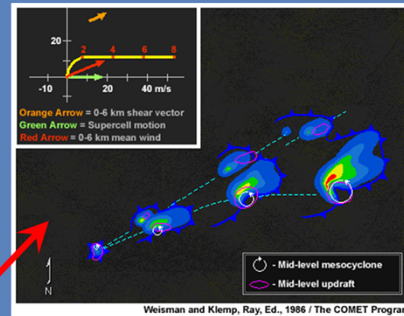 20
2 4 6 8
-10 20 40 m/s
Orange Arrow = 0-6 km shear vector
Green Arrow = Supercell motion
Red Arrow = 0-6 km mean wind
N
- Mid-level mesocyclone
- Mid-level updraft
Weisman and Klemp, Ray, Ed., 1986 / The COMET Program